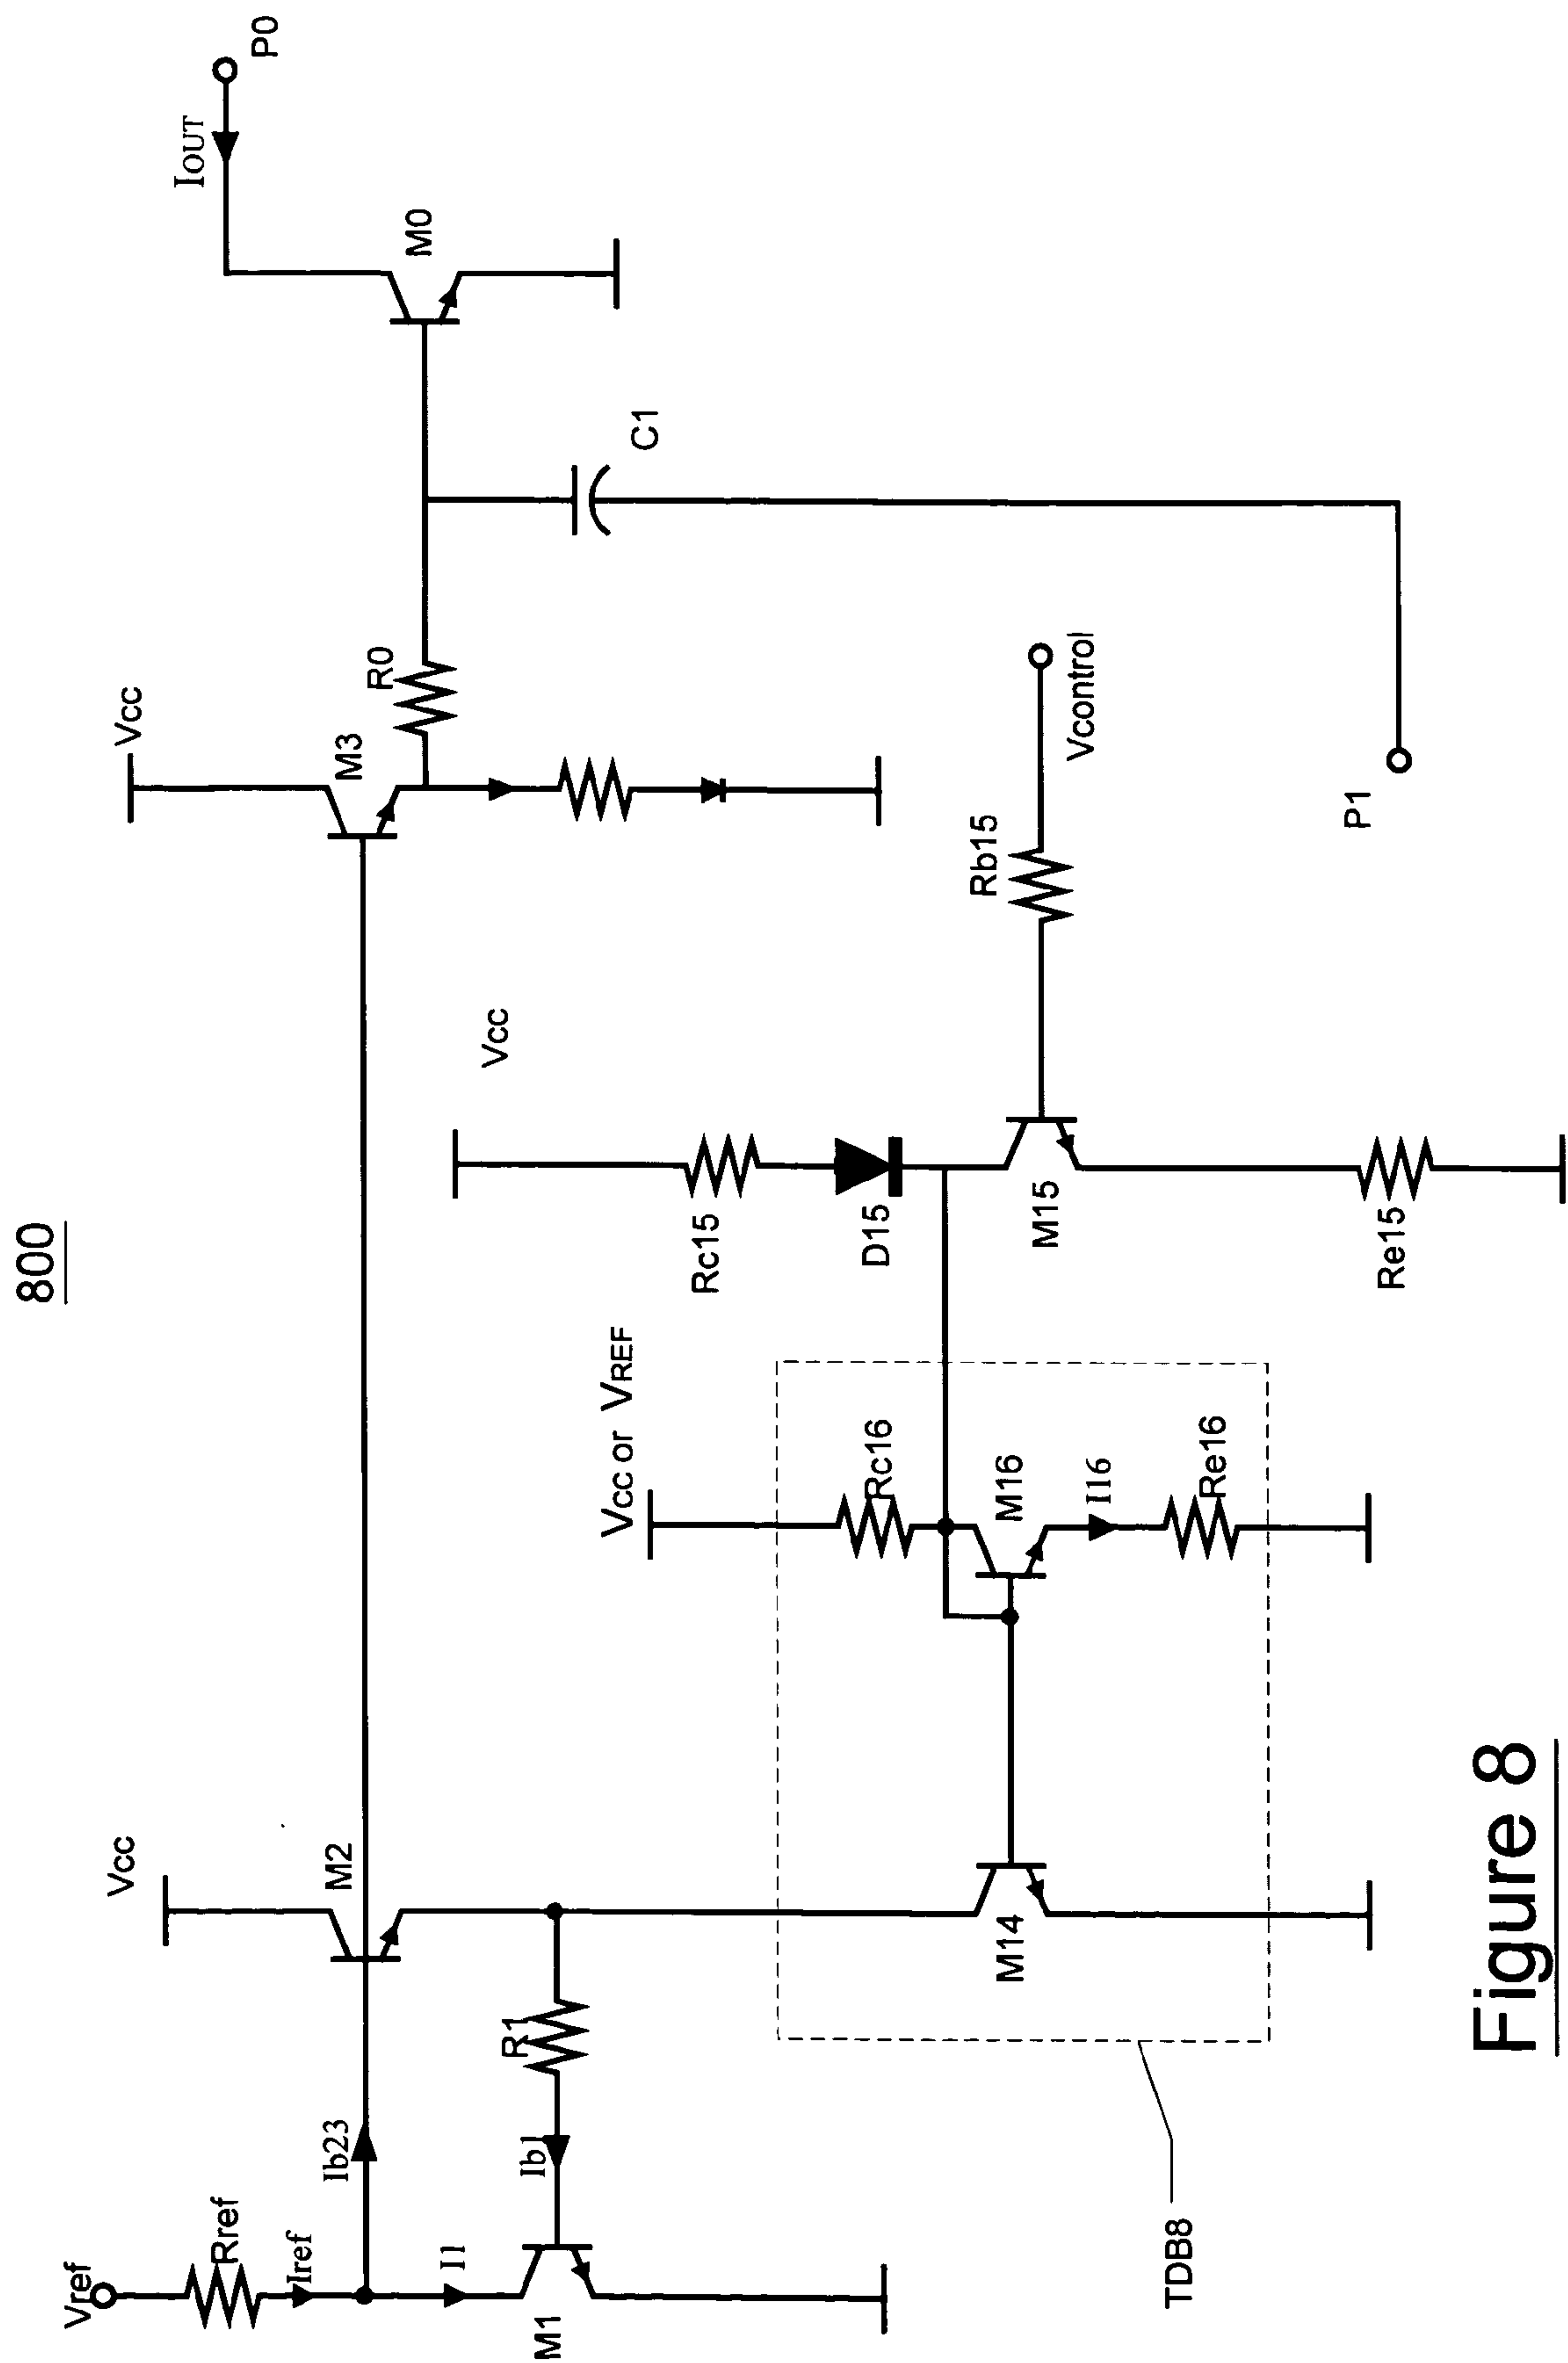 800
Vref
Rref
Iref
I1
M1
Ib23
Ib1
R1
Vcc
M2
M14
TDB8
Vcc or VREF
Rc16
M16
I16
Re16
Vcc
Rc15
D15
M15
Re15
Rb15
Vcontrol
Vcc
M3
R0
C1
P1
M0
IOUT
P0
Figure 8